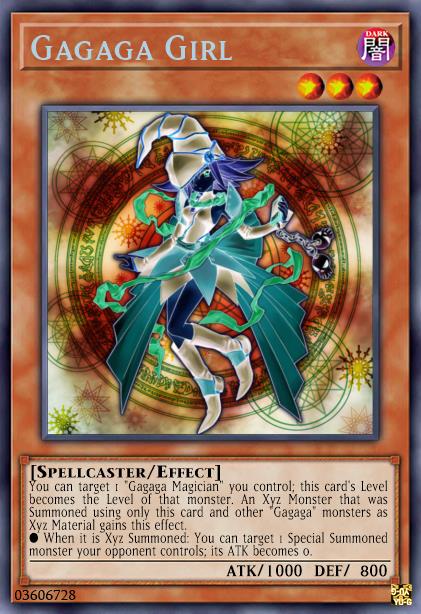 Gagaga Girl
DARK
闇
[Spellcaster/Effect]
You can target 1 "Gagaga Magician" you control; this card's Level
becomes the Level of that monster. An Xyz Monster that was
Summoned using only this card and other "Gagaga" monsters as
Xyz Material gains this effect.
● When it is Xyz Summoned: You can target 1 Special Summoned
monster your opponent controls; its ATK becomes 0.
ATK/1000 DEF/ 800
03606728